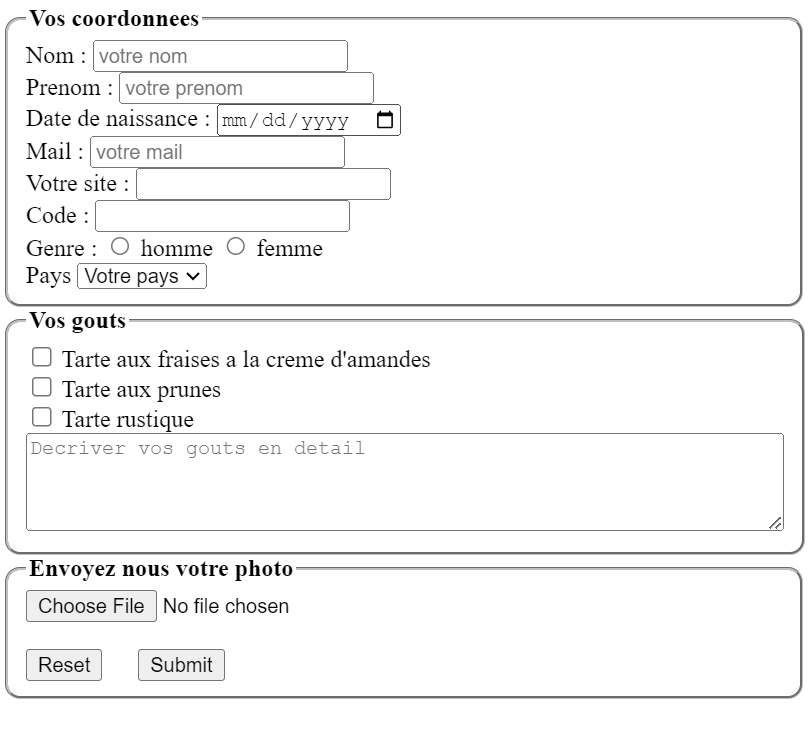 Vos coordonnees
Nom : votre nom
Prenom : votre prenom
Date de naissance : mm/dd/yyyy
Mail : votre mail
Votre site :
Code :
Genre : homme femme
Pays Votre pays
Vos gouts
Tarte aux fraises a la creme d'amandes
Tarte aux prunes
Tarte rustique
Decriver vos gouts en detail
Envoyez nous votre photo
Choose File No file chosen
Reset Submit